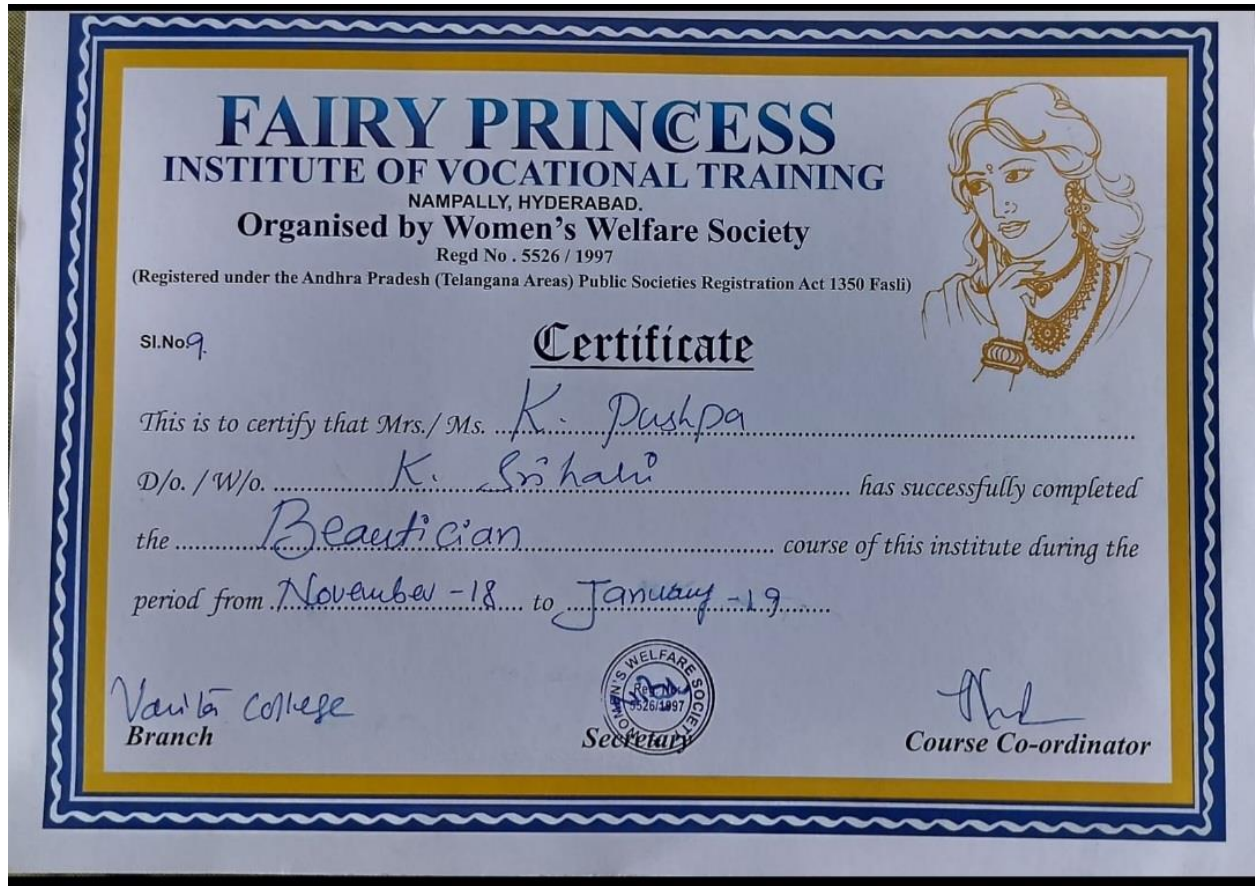 FAIRY PRINCESS
INSTITUTE OF VOCATIONAL TRAINING
NAMPALLY, HYDERABAD.
Organised by Women's Welfare Society
Regd No . 5526 / 1997
(Registered under the Andhra Pradesh (Telangana Areas) Public Societies Registration Act 1350 Fasli)
Sl.No. 9.
Certificate
This is to certify that Mrs./ Ms. K. Pushpa
D/o. / W/o. K. Srihari has successfully completed
the Beautician course of this institute during the
period from November -18 to January -19
Vanita College
Branch
WOMEN'S WELFARE SOCIETY
Reg. No.
5526/1997
Secretary
Course Co-ordinator